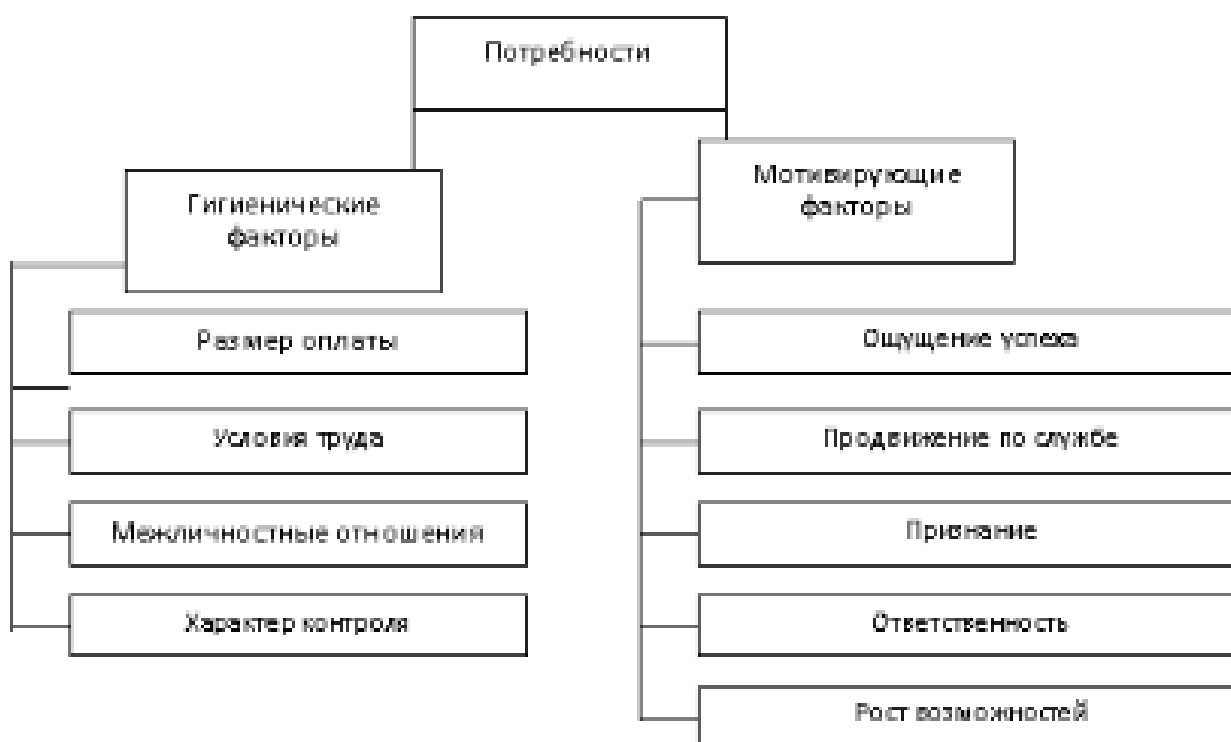 Потребности
Гигиенические
факторы
Размер оплаты
Условия труда
Межличностные отношения
Характер контроля
Мотивирующие
факторы
Ощущение успеха
Продвижение по службе
Признание
Ответственность
Рост возможностей